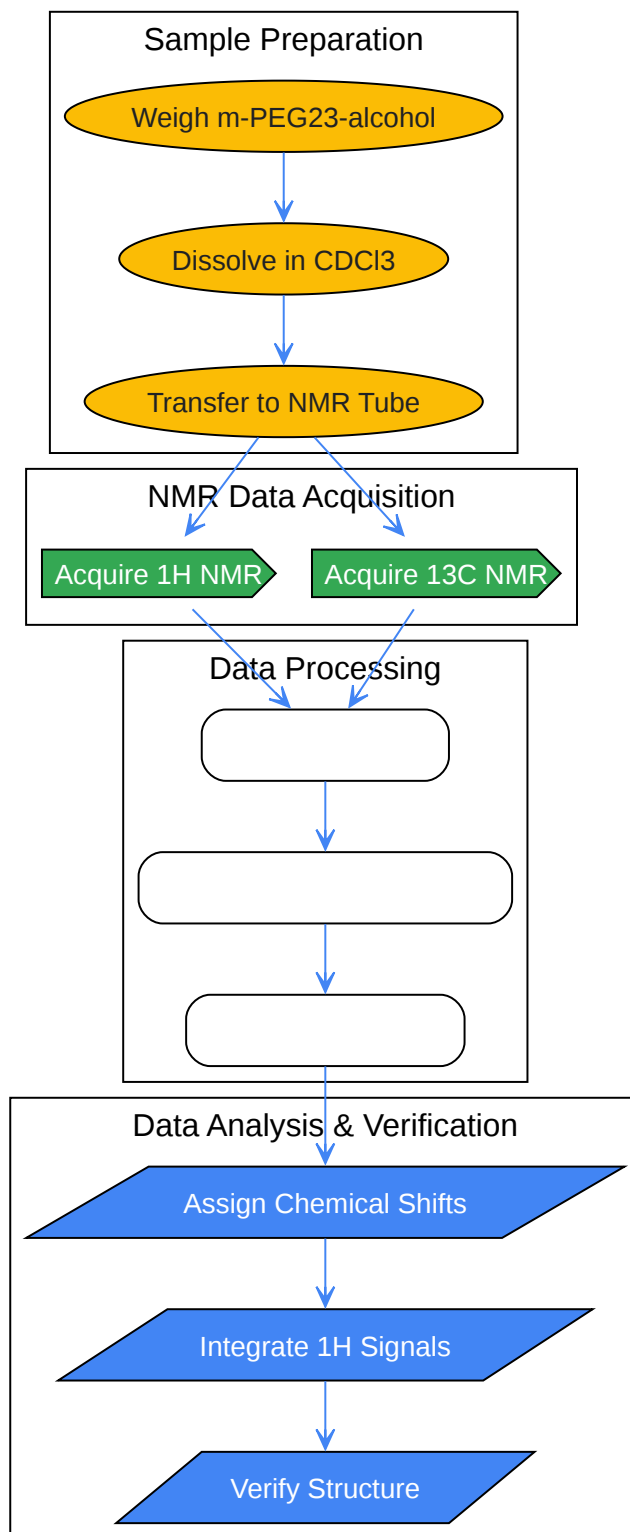 Sample Preparation
Weigh m-PEG23-alcohol
Dissolve in CDCl3
Transfer to NMR Tube
NMR Data Acquisition
Acquire 1H NMR
Acquire 13C NMR
Data Processing
Data Analysis & Verification
Assign Chemical Shifts
Integrate 1H Signals
Verify Structure